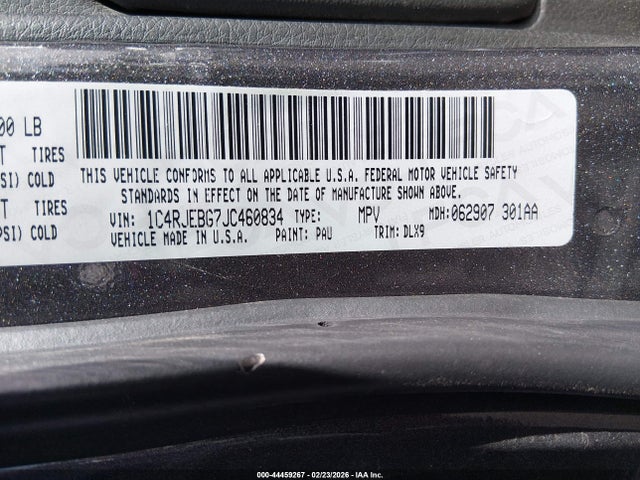 00 LB
T TIRES
SI) COLD
T TIRES
PSI) COLD
THIS VEHICLE CONFORMS TO ALL APPLICABLE U.S.A. FEDERAL MOTOR VEHICLE SAFETY
STANDARDS IN EFFECT ON THE DATE OF MANUFACTURE SHOWN ABOVE.
VIN: 1C4RJEBG7JC460834 TYPE: MPV MDH:062907 301AA
VEHICLE MADE IN U.S.A. PAINT: PAU TRIM: DLX9
000-44459267 - 02/23/2026 - IAA Inc.